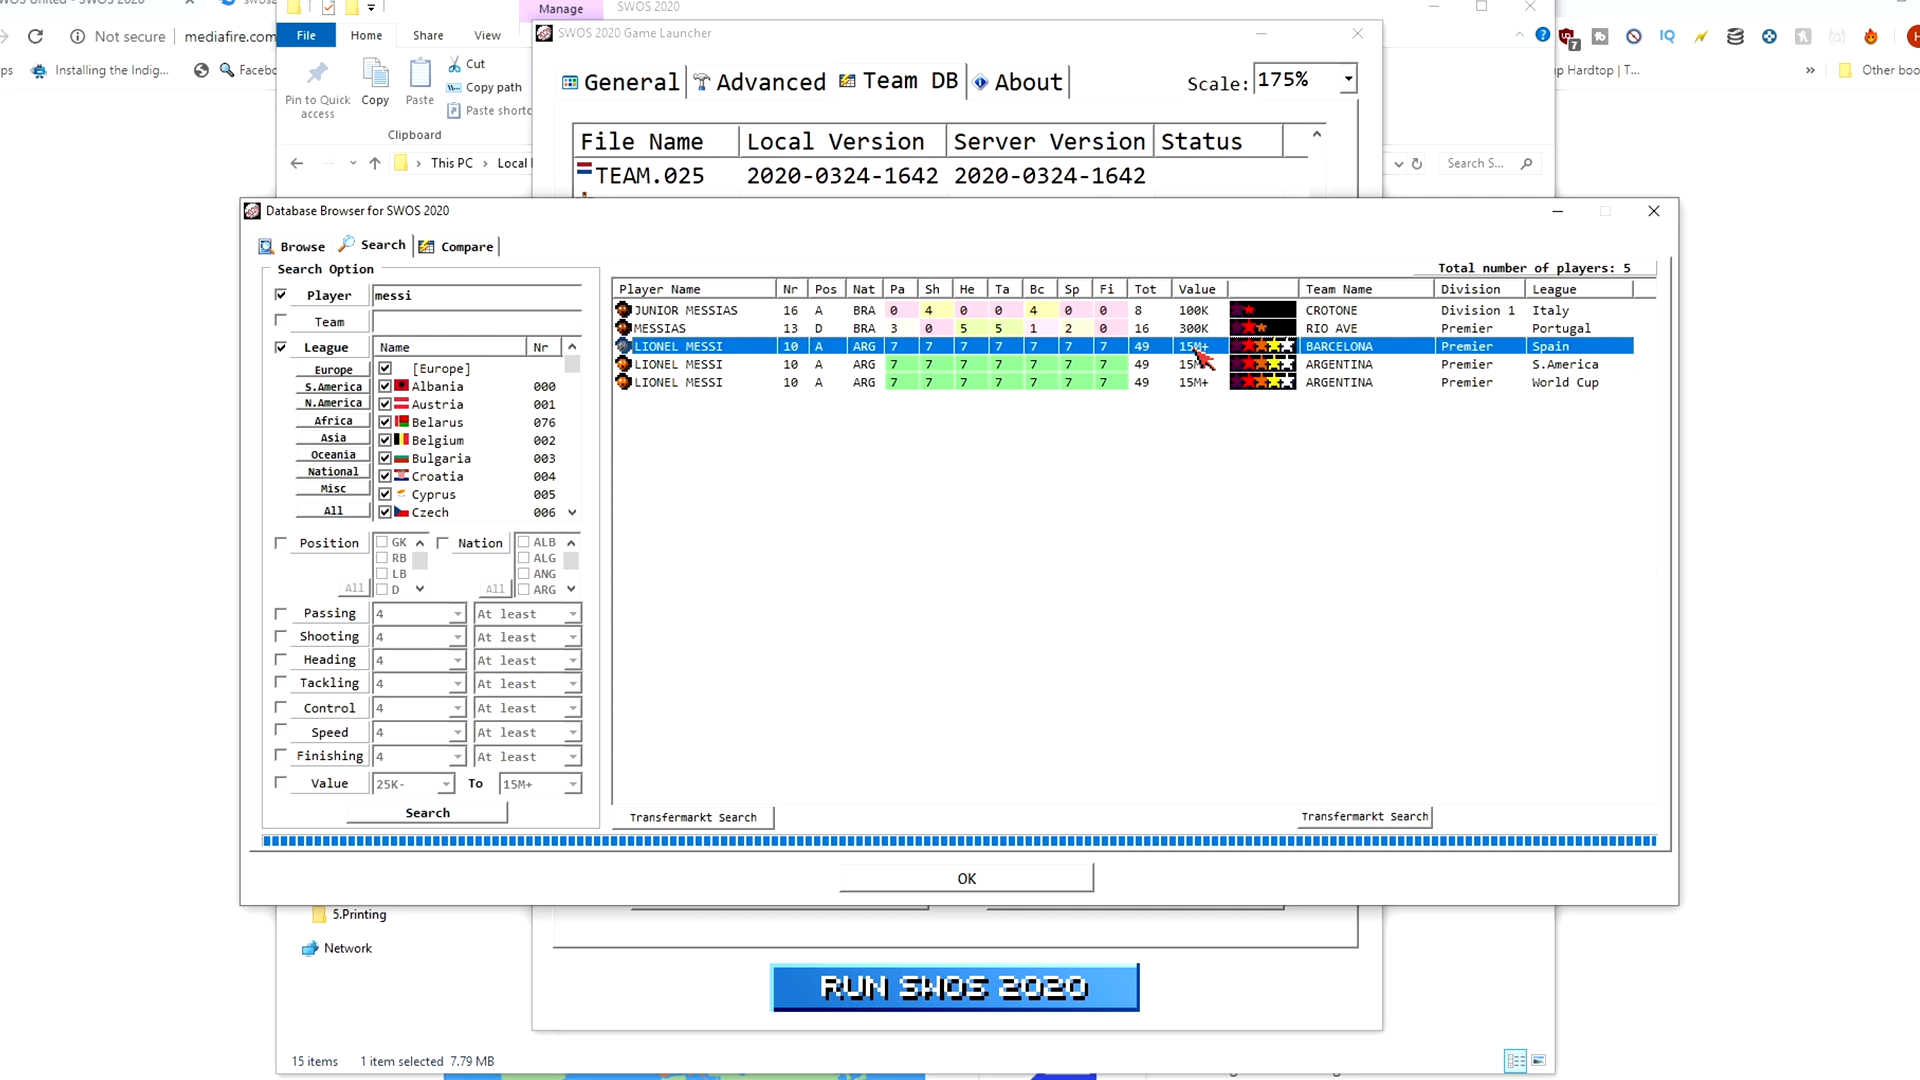 Manage
SWOS 2020
Not secure
mediafire.com
File
Home
Share
View
Installing the Indig...
Pin to Quick access
Copy
Paste
Cut
Copy path
Clipboard
This PC
Search S...
Other boo
SWOS 2020 Game Launcher
General
Advanced
Team DB
About
Scale: 175%
File Name Local Version Server Version Status
TEAM.025 2020-0324-1642 2020-0324-1642
Database Browser for SWOS 2020
Browse
Search
Compare
Search Option
Total number of players: 5
Player messi
Team
League
Name Nr
Europe
S.America
N.America
Africa
Asia
Oceania
National
Misc
All
[Europe]
Albania 000
Austria 001
Belarus 076
Belgium 002
Bulgaria 003
Croatia 004
Cyprus 005
Czech 006
Position
GK
RB
LB
D
All
Nation
ALB
ALG
ANG
ARG
All
Passing 4 At least
Shooting 4 At least
Heading 4 At least
Tackling 4 At least
Control 4 At least
Speed 4 At least
Finishing 4 At least
Value 25K- To 15M+
Search
Player Name Nr Pos Nat Pa Sh He Ta Bc Sp Fi Tot Value Team Name Division League
JUNIOR MESSIAS 16 A BRA 0 4 0 0 4 0 0 8 100K CROTONE Division 1 Italy
MESSIAS 13 D BRA 3 0 5 5 1 2 0 16 300K RIO AVE Premier Portugal
LIONEL MESSI 10 A ARG 7 7 7 7 7 7 7 49 15M+ BARCELONA Premier Spain
LIONEL MESSI 10 A ARG 7 7 7 7 7 7 7 49 15M ARGENTINA Premier S.America
LIONEL MESSI 10 A ARG 7 7 7 7 7 7 7 49 15M+ ARGENTINA Premier World Cup
Transfermarkt Search
Transfermarkt Search
OK
5.Printing
Network
RUN SWOS 2020
15 items
1 item selected 7.79 MB